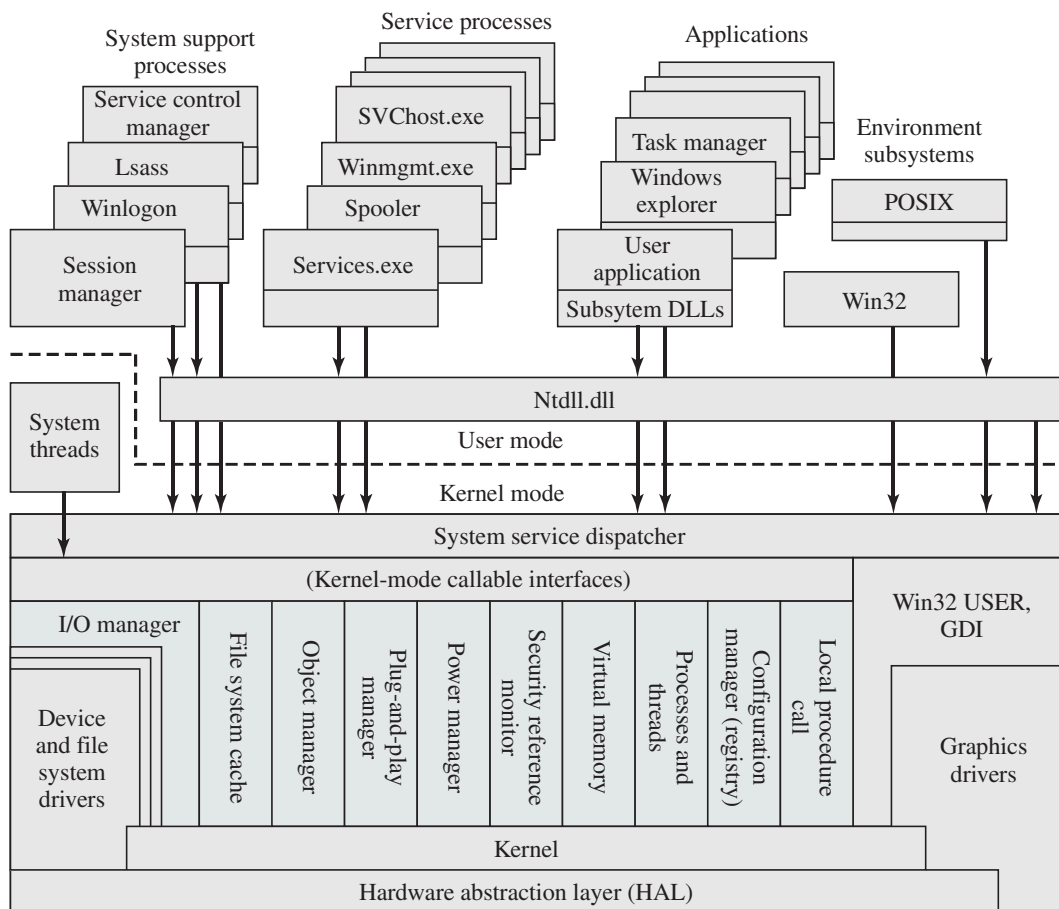 System support
processes
Service control
manager
Lsass
Winlogon
Session
manager
Service processes
SVChost.exe
Winmgmt.exe
Spooler
Services.exe
Applications
Task manager
Windows
explorer
User
application
Subsytem DLLs
Environment
subsystems
POSIX
Win32
System
threads
Ntdll.dll
User mode
Kernel mode
System service dispatcher
(Kernel-mode callable interfaces)
Win32 USER,
GDI
I/O manager
Device
and file
system
drivers
File system cache
Object manager
Plug-and-play
manager
Power manager
Security reference
monitor
Virtual memory
Processes and
threads
Configuration
manager (registry)
Local procedure
call
Graphics
drivers
Kernel
Hardware abstraction layer (HAL)